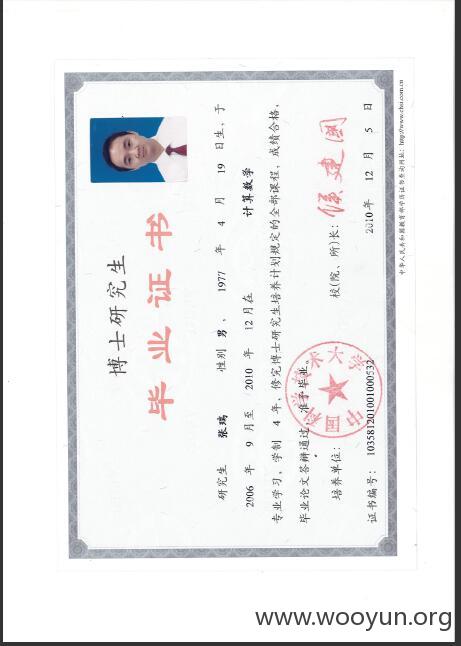 博士研究生
毕业证书
研究生 张瑞 性别 男、 1977 年 4 月 19 日生，于
2006 年 9 月至 2010 年 12 月在 计算数学
专业学习，学制 4 年，修完博士研究生培养计划规定的全部课程，成绩合格，
毕业论文答辩通过，准予毕业。
培养单位： 中国科学技术大学 校(院、所)长： 侯建国
证书编号： 103581201001000532 2010 年 12 月 5 日
中华人民共和国教育部学历证书查询网址：http://www.chsi.com.cn
www.wooyun.org